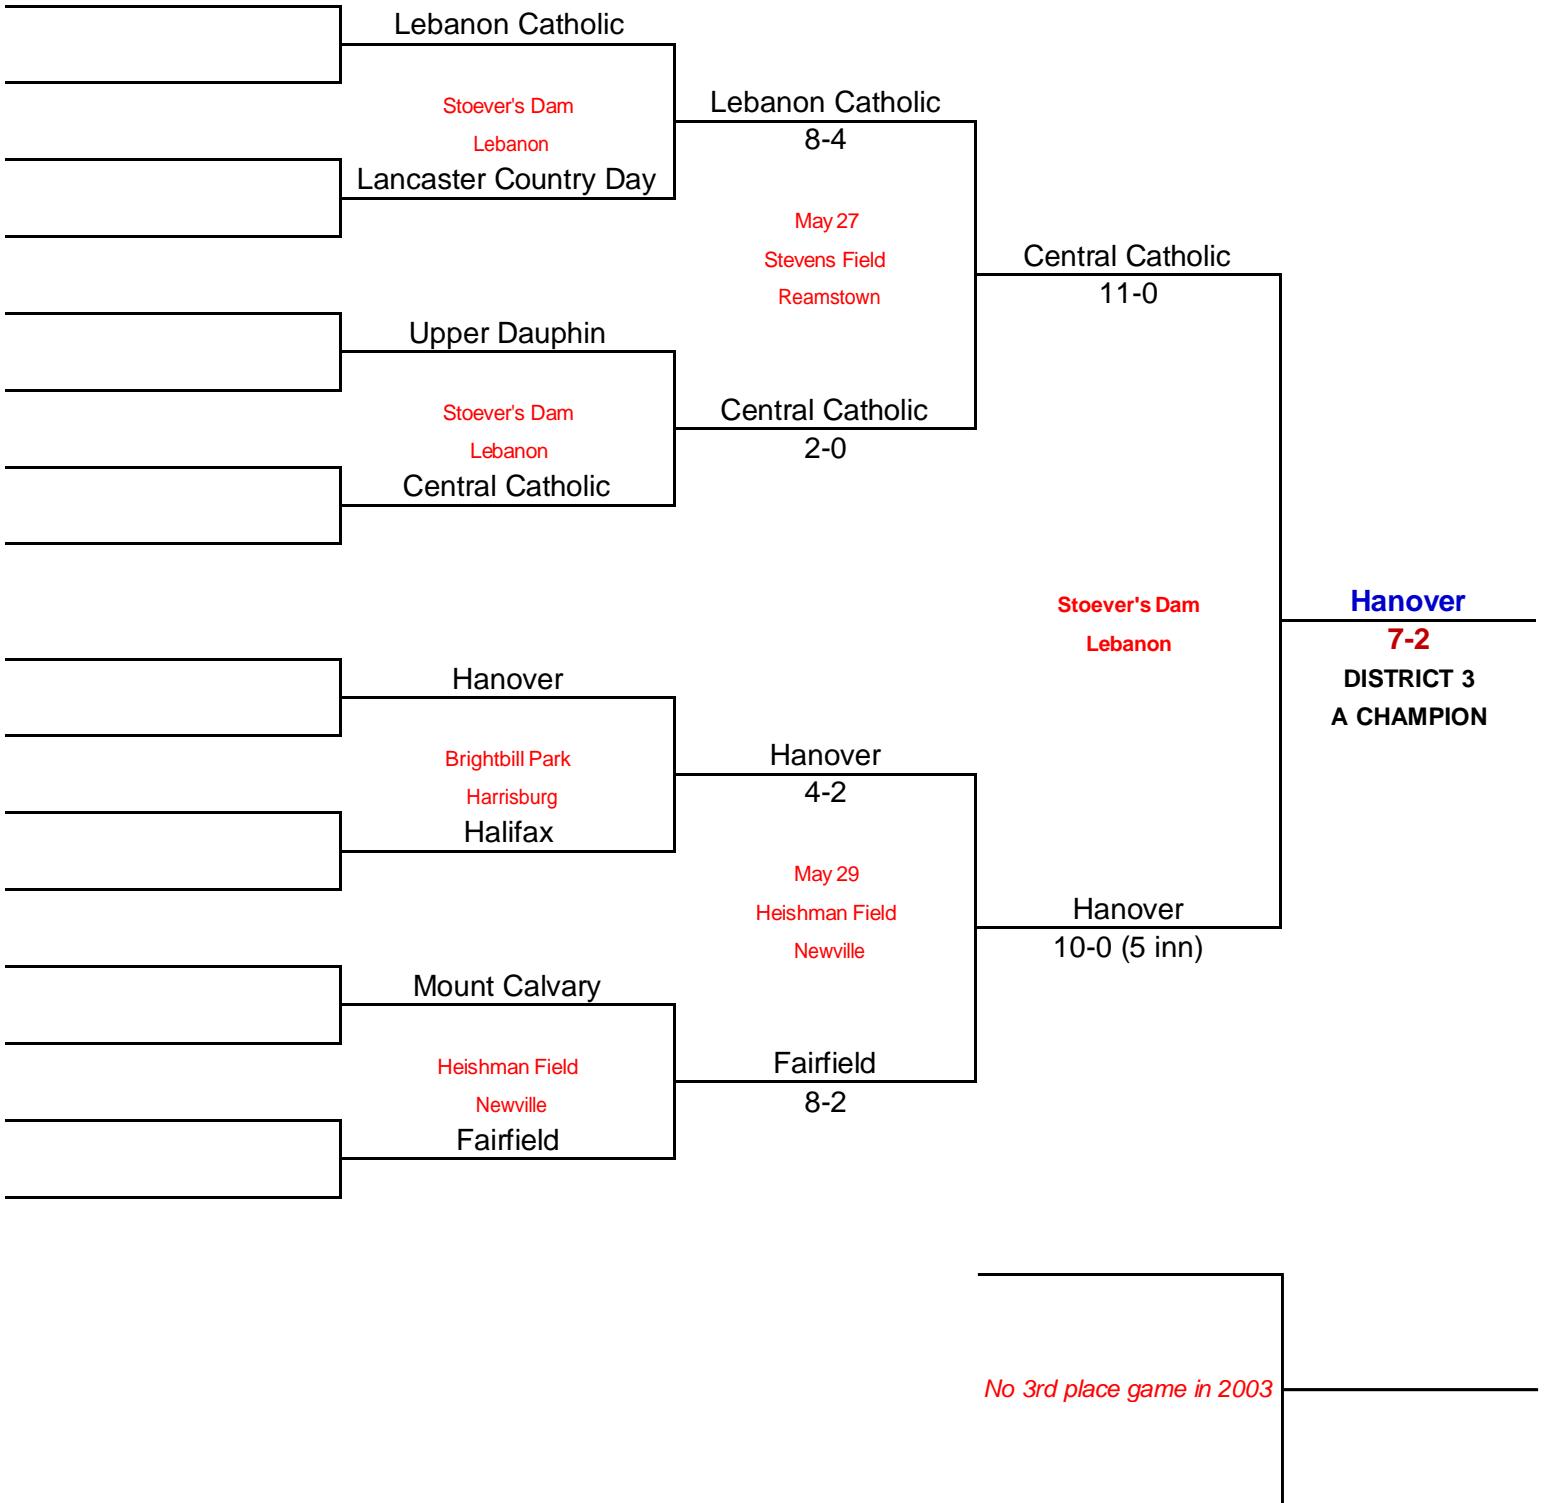 Lebanon Catholic
Stoever's Dam
Lebanon
Lancaster Country Day
Lebanon Catholic
8-4
May 27
Stevens Field
Reamstown
Upper Dauphin
Stoever's Dam
Lebanon
Central Catholic
Central Catholic
2-0
Central Catholic
11-0
Stoever's Dam
Lebanon
Hanover
7-2
DISTRICT 3
A CHAMPION
Hanover
Brightbill Park
Harrisburg
Halifax
Hanover
4-2
May 29
Heishman Field
Newville
Hanover
10-0 (5 inn)
Mount Calvary
Heishman Field
Newville
Fairfield
Fairfield
8-2
No 3rd place game in 2003